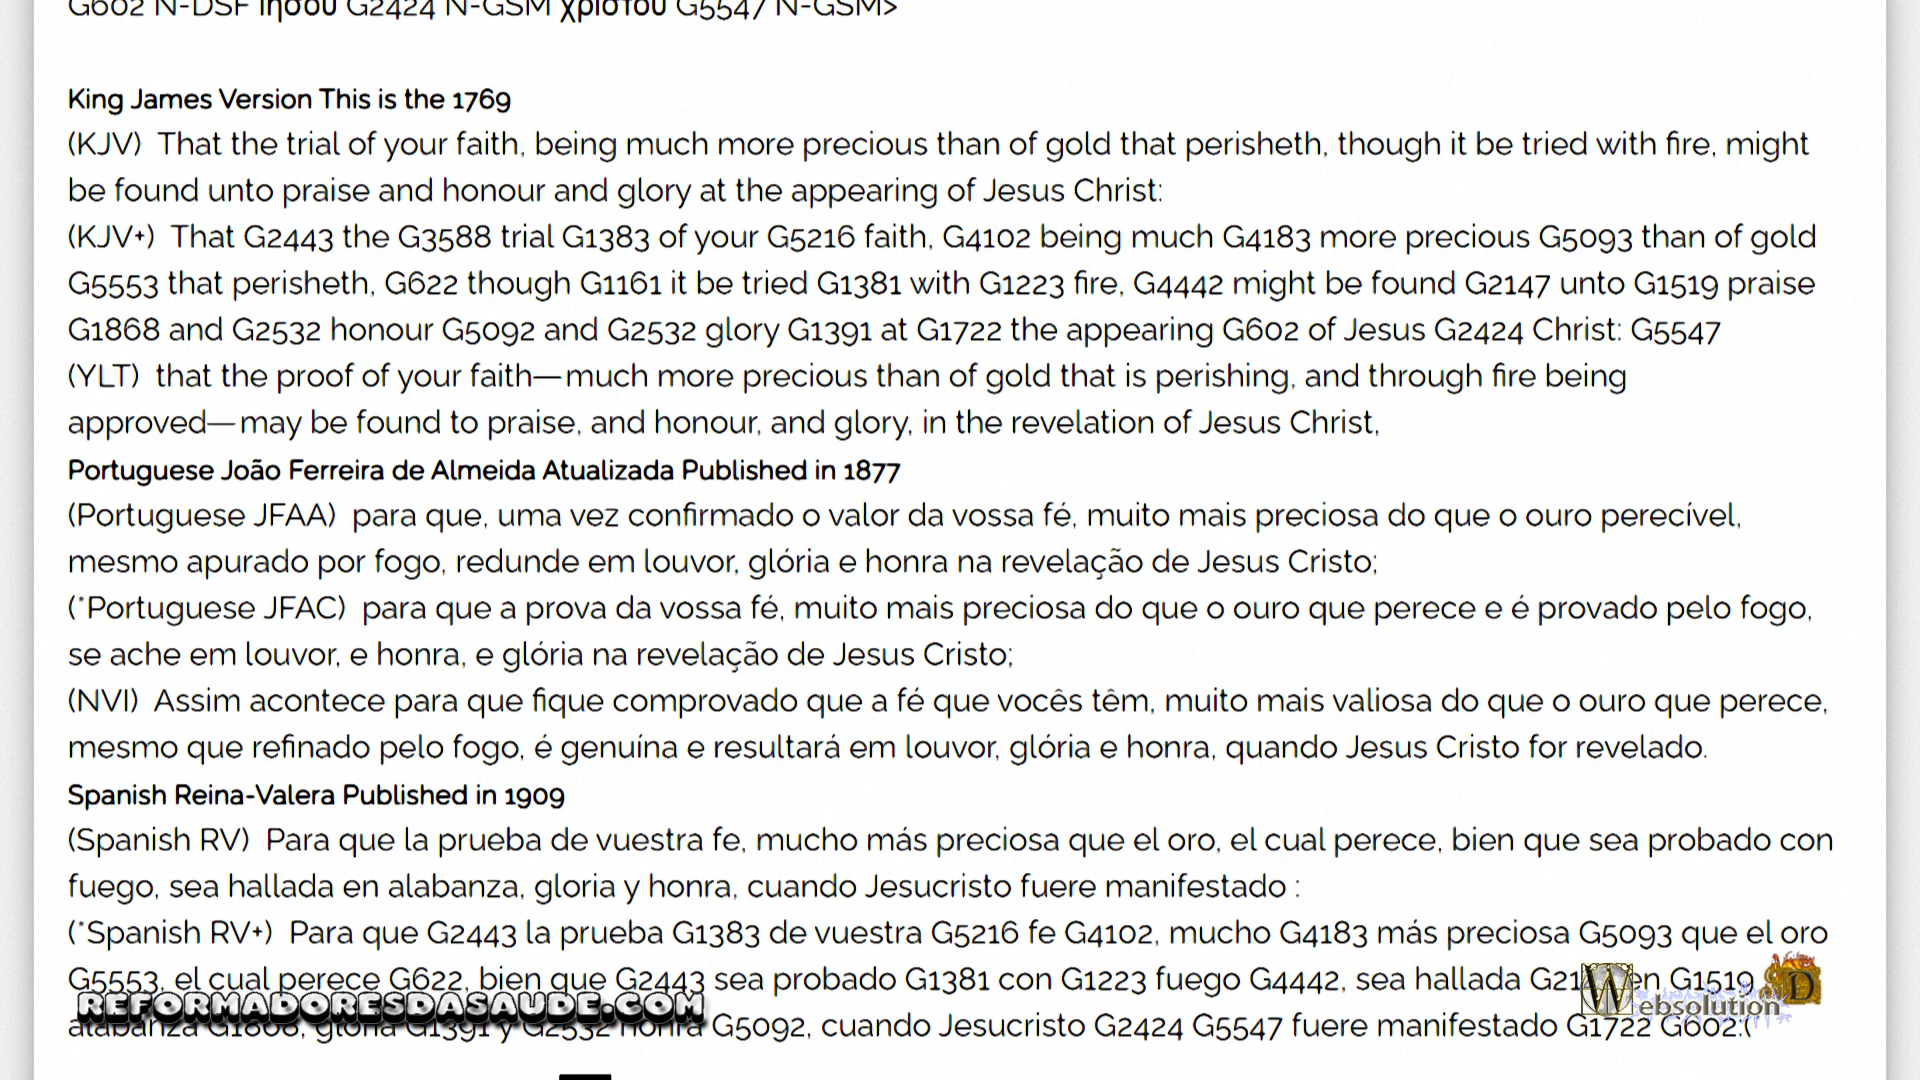 G602 N-DSF ιησου G2424 N-GSM χριστου G5547 N-GSM>
King James Version This is the 1769
(KJV) That the trial of your faith, being much more precious than of gold that perisheth, though it be tried with fire, might
be found unto praise and honour and glory at the appearing of Jesus Christ:
(KJV+) That G2443 the G3588 trial G1383 of your G5216 faith, G4102 being much G4183 more precious G5093 than of gold
G5553 that perisheth, G622 though G1161 it be tried G1381 with G1223 fire, G4442 might be found G2147 unto G1519 praise
G1868 and G2532 honour G5092 and G2532 glory G1391 at G1722 the appearing G602 of Jesus G2424 Christ: G5547
(YLT) that the proof of your faith—much more precious than of gold that is perishing, and through fire being
approved—may be found to praise, and honour, and glory, in the revelation of Jesus Christ,
Portuguese João Ferreira de Almeida Atualizada Published in 1877
(Portuguese JFAA) para que, uma vez confirmado o valor da vossa fé, muito mais preciosa do que o ouro perecível,
mesmo apurado por fogo, redunde em louvor, glória e honra na revelação de Jesus Cristo;
(*Portuguese JFAC) para que a prova da vossa fé, muito mais preciosa do que o ouro que perece e é provado pelo fogo,
se ache em louvor, e honra, e glória na revelação de Jesus Cristo;
(NVI) Assim acontece para que fique comprovado que a fé que vocês têm, muito mais valiosa do que o ouro que perece,
mesmo que refinado pelo fogo, é genuína e resultará em louvor, glória e honra, quando Jesus Cristo for revelado.
Spanish Reina-Valera Published in 1909
(Spanish RV) Para que la prueba de vuestra fe, mucho más preciosa que el oro, el cual perece, bien que sea probado con
fuego, sea hallada en alabanza, gloria y honra, cuando Jesucristo fuere manifestado :
(*Spanish RV+) Para que G2443 la prueba G1383 de vuestra G5216 fe G4102, mucho G4183 más preciosa G5093 que el oro
G5553, el cual perece G622, bien que G2443 sea probado G1381 con G1223 fuego G4442, sea hallada en G1519
REFORMADORESDASAUDE.COM
Websolution D
alabanza gloria G1391 y G2532 honra G5092, cuando Jesucristo G2424 G5547 fuere manifestado G1722 G602:(